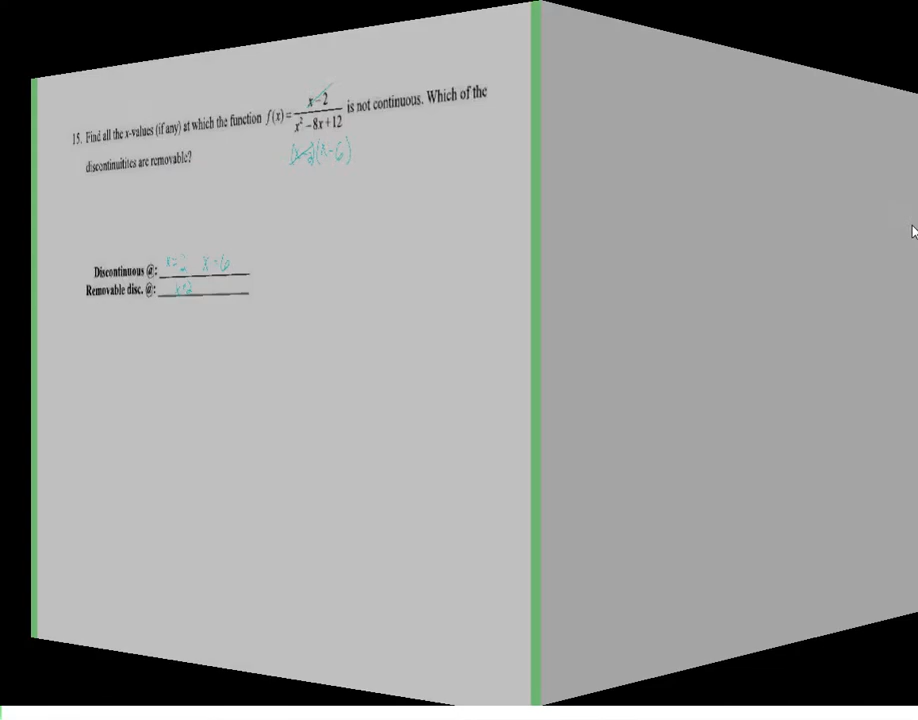 15. Find all the x-values (if any) at which the function f(x) = (x-2)/(x² - 8x + 12) is not continuous. Which of the
discontinuitites are removable?
(x-2)(x-6)
Discontinuous @: x=2 x=6
Removable disc. @: x=2